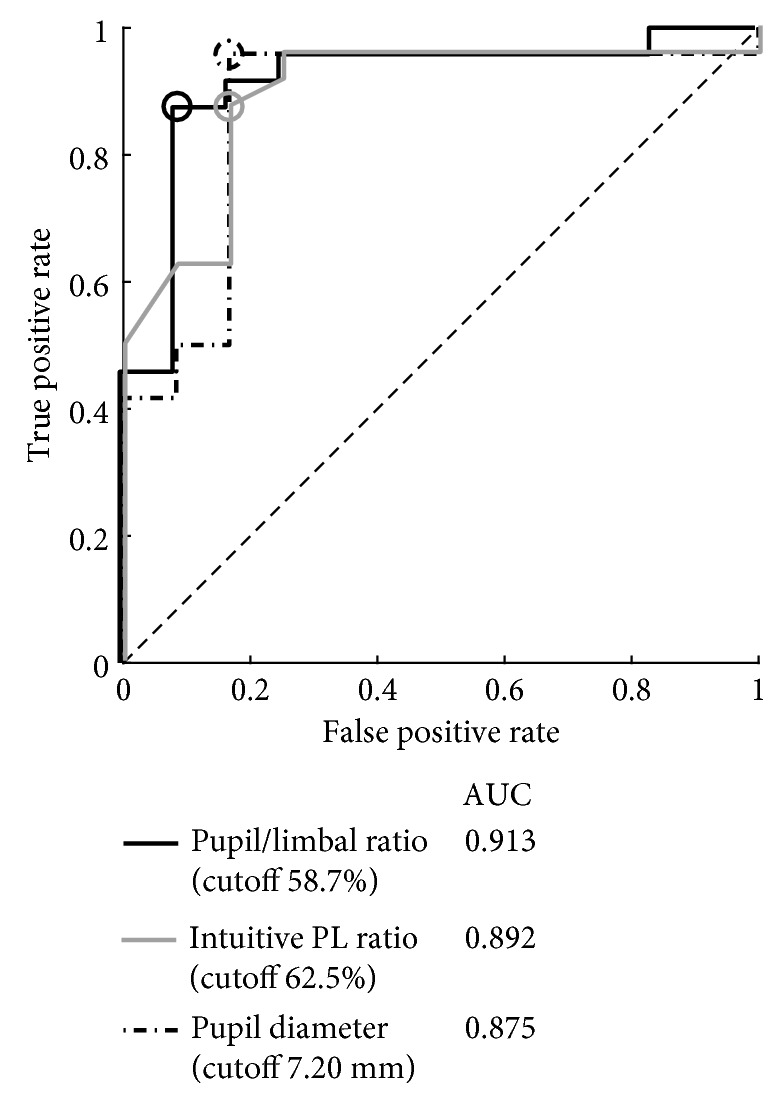 1
0.8
0.6
0.4
0.2
0
True positive rate
0 0.2 0.4 0.6 0.8 1
False positive rate
AUC
Pupil/limbal ratio 0.913
(cutoff 58.7%)
Intuitive PL ratio 0.892
(cutoff 62.5%)
Pupil diameter 0.875
(cutoff 7.20 mm)